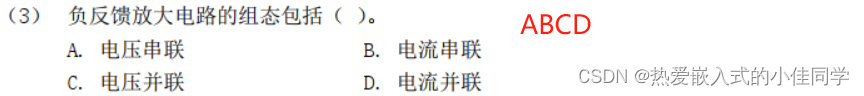 （3） 负反馈放大电路的组态包括（ ）。 ABCD
A. 电压串联 B. 电流串联
C. 电压并联 D. 电流并联
CSDN @热爱嵌入式的小佳同学